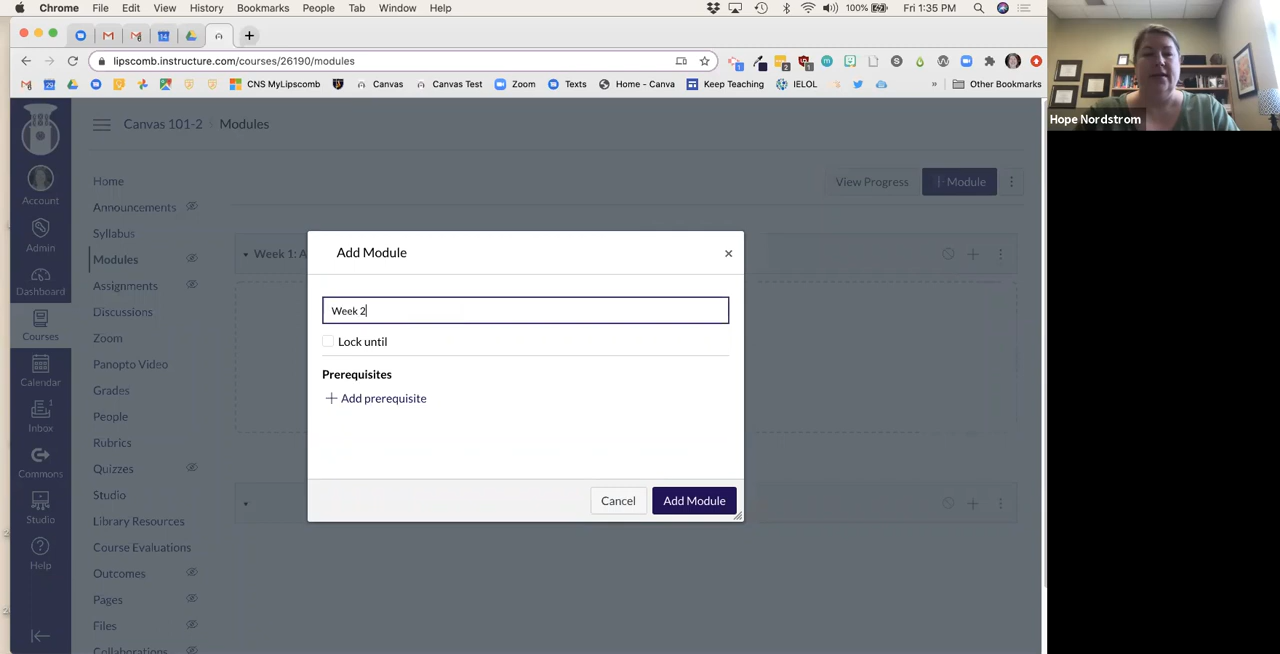 Chrome File Edit View History Bookmarks People Tab Window Help 100% Fri 1:35 PM
lipscomb.instructure.com/courses/26190/modules
CNS MyLipscomb Canvas Canvas Test Zoom Texts Home – Canva Keep Teaching IELOL » Other Bookmarks
Hope Nordstrom
Canvas 101-2 › Modules
Account
Admin
Dashboard
Courses
Calendar
Inbox
Commons
Studio
Help
Home
Announcements
Syllabus
Modules
Assignments
Discussions
Zoom
Panopto Video
Grades
People
Rubrics
Quizzes
Studio
Library Resources
Course Evaluations
Outcomes
Pages
Files
Collaborations
View Progress
Module
Week 1: A
Add Module ×
Week 2
Lock until
Prerequisites
+ Add prerequisite
Cancel Add Module